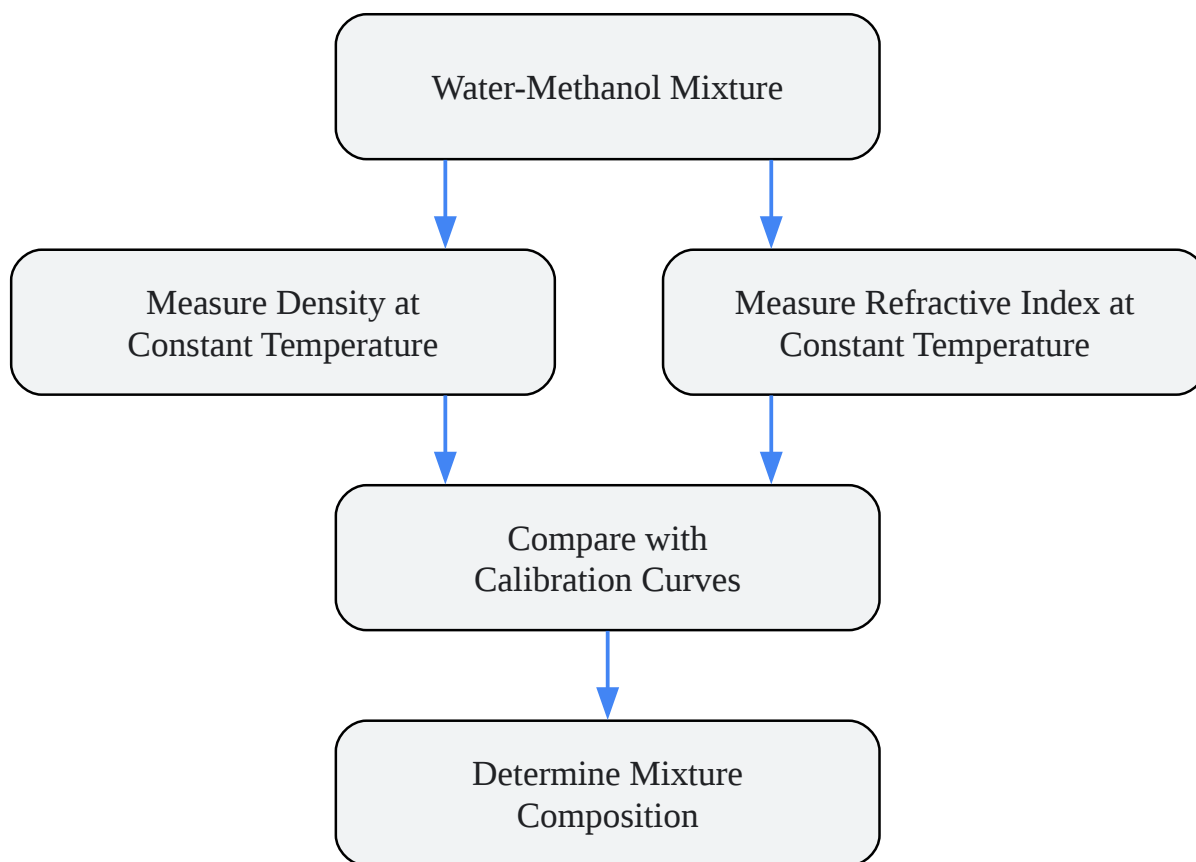 Water-Methanol Mixture
Measure Density at
Constant Temperature
Measure Refractive Index at
Constant Temperature
Compare with
Calibration Curves
Determine Mixture
Composition